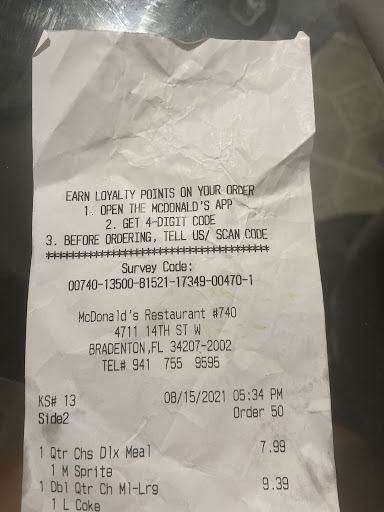 EARN LOYALTY POINTS ON YOUR ORDER
1. OPEN THE MCDONALD'S APP
2. GET 4-DIGIT CODE
3. BEFORE ORDERING, TELL US/ SCAN CODE
****************************************
Survey Code:
00740-13500-81521-17349-00470-1
McDonald's Restaurant #740
4711 14TH ST W
BRADENTON,FL 34207-2002
TEL# 941 755 9595
KS# 13 08/15/2021 05:34 PM
Side2 Order 50
1 Qtr Chs Dlx Meal 7.99
1 M Sprite
1 Dbl Qtr Ch Ml-Lrg 9.39
1 L Coke